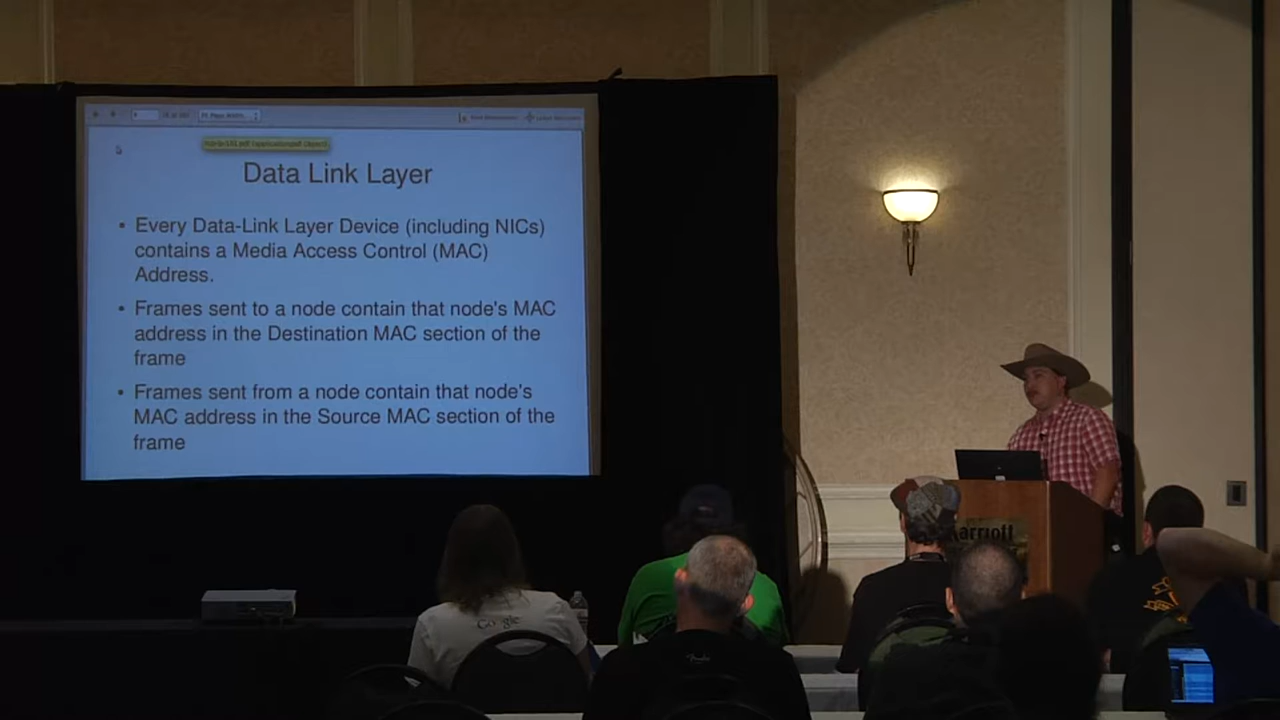 Data Link Layer
• Every Data-Link Layer Device (including NICs)
contains a Media Access Control (MAC)
Address.
• Frames sent to a node contain that node's MAC
address in the Destination MAC section of the
frame
• Frames sent from a node contain that node's
MAC address in the Source MAC section of the
frame
Marriott
Google
Fender